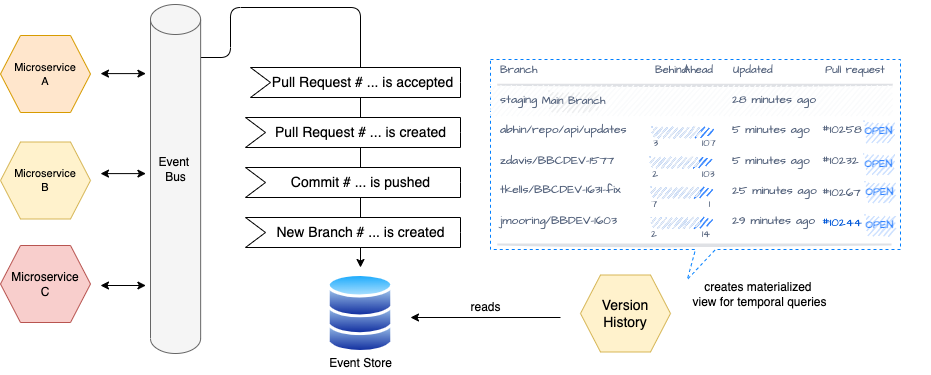 Microservice
A
Microservice
B
Microservice
C
Event
Bus
Pull Request # ... is accepted
Pull Request # ... is created
Commit # ... is pushed
New Branch # ... is created
Event Store
reads
Version
History
creates materialized
view for temporal queries
Branch Behind Ahead Updated Pull request
staging Main Branch 28 minutes ago
abhin/repo/api/updates 3 107 5 minutes ago #10258 OPEN
zdavis/BBCDEV-1577 2 103 5 minutes ago #10232 OPEN
tkells/BBCDEV-1631-fix 7 1 25 minutes ago #10267 OPEN
jmooring/BBDEV-1603 2 14 29 minutes ago #10244 OPEN